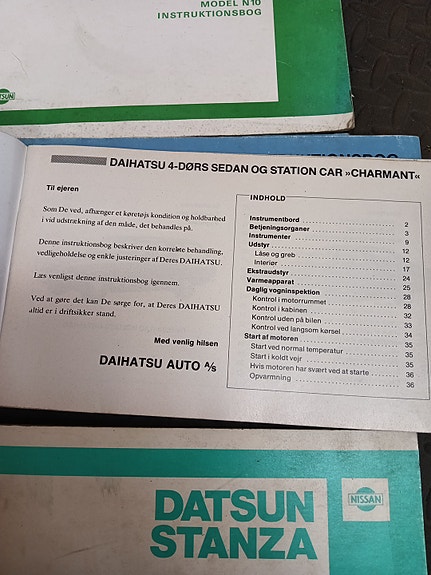 MODEL N10
INSTRUKTIONSBOG
DAIHATSU 4-DØRS SEDAN OG STATION CAR »CHARMANT«
Til ejeren
Som De ved, afhænger et køretøjs kondition og holdbarhed
i vid udstrækning af den måde, det behandles på.
Denne instruktionsbog beskriver den korrekte behandling,
vedligeholdelse og enkle justeringer af Deres DAIHATSU.
Læs venligst denne instruktionsbog igennem.
Ved at gøre det kan De sørge for, at Deres DAIHATSU
altid er i driftsikker stand.
Med venlig hilsen
DAIHATSU AUTO A/S
INDHOLD
Instrumentbord 2
Betjeningsorganer 3
Instrumenter 9
Udstyr 12
Låse og greb 12
Interiør 17
Ekstraudstyr 24
Varmeapparat 25
Daglig vogninspektion 28
Kontrol i motorrummet 28
Kontrol i kabinen 32
Kontrol uden på bilen 33
Kontrol ved langsom kørsel 34
Start af motoren 35
Start ved normal temperatur 35
Start i koldt vejr 35
Hvis motoren har svært ved at starte 36
Opvarmning 36
DATSUN
STANZA
NISSAN